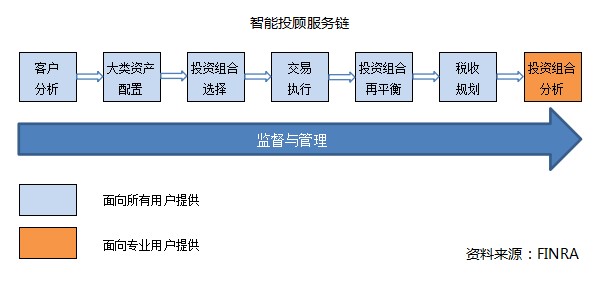 智能投顾服务链
客户
分析
大类资产
配置
投资组合
选择
交易
执行
投资组合
再平衡
税收
规划
投资组合
分析
监督与管理
面向所有用户提供
面向专业用户提供
资料来源：FINRA